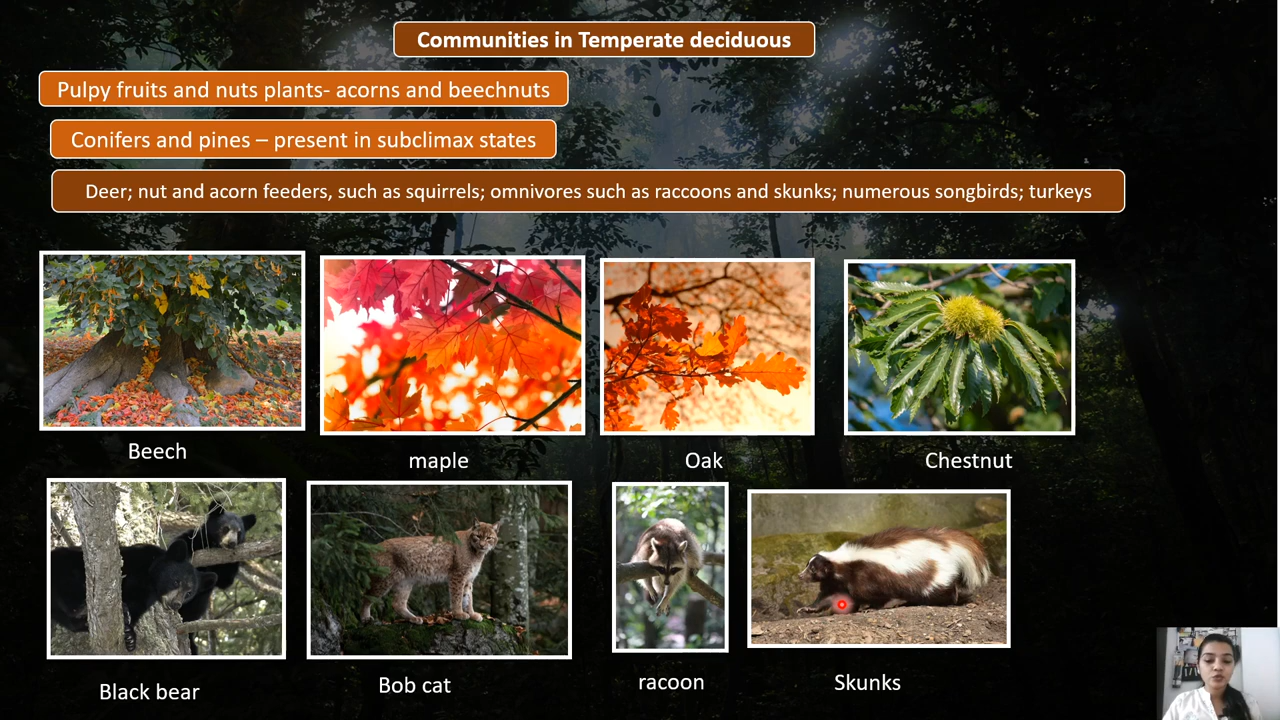 Communities in Temperate deciduous
Pulpy fruits and nuts plants- acorns and beechnuts
Conifers and pines – present in subclimax states
Deer; nut and acorn feeders, such as squirrels; omnivores such as raccoons and skunks; numerous songbirds; turkeys
Beech
maple
Oak
Chestnut
Black bear
Bob cat
racoon
Skunks